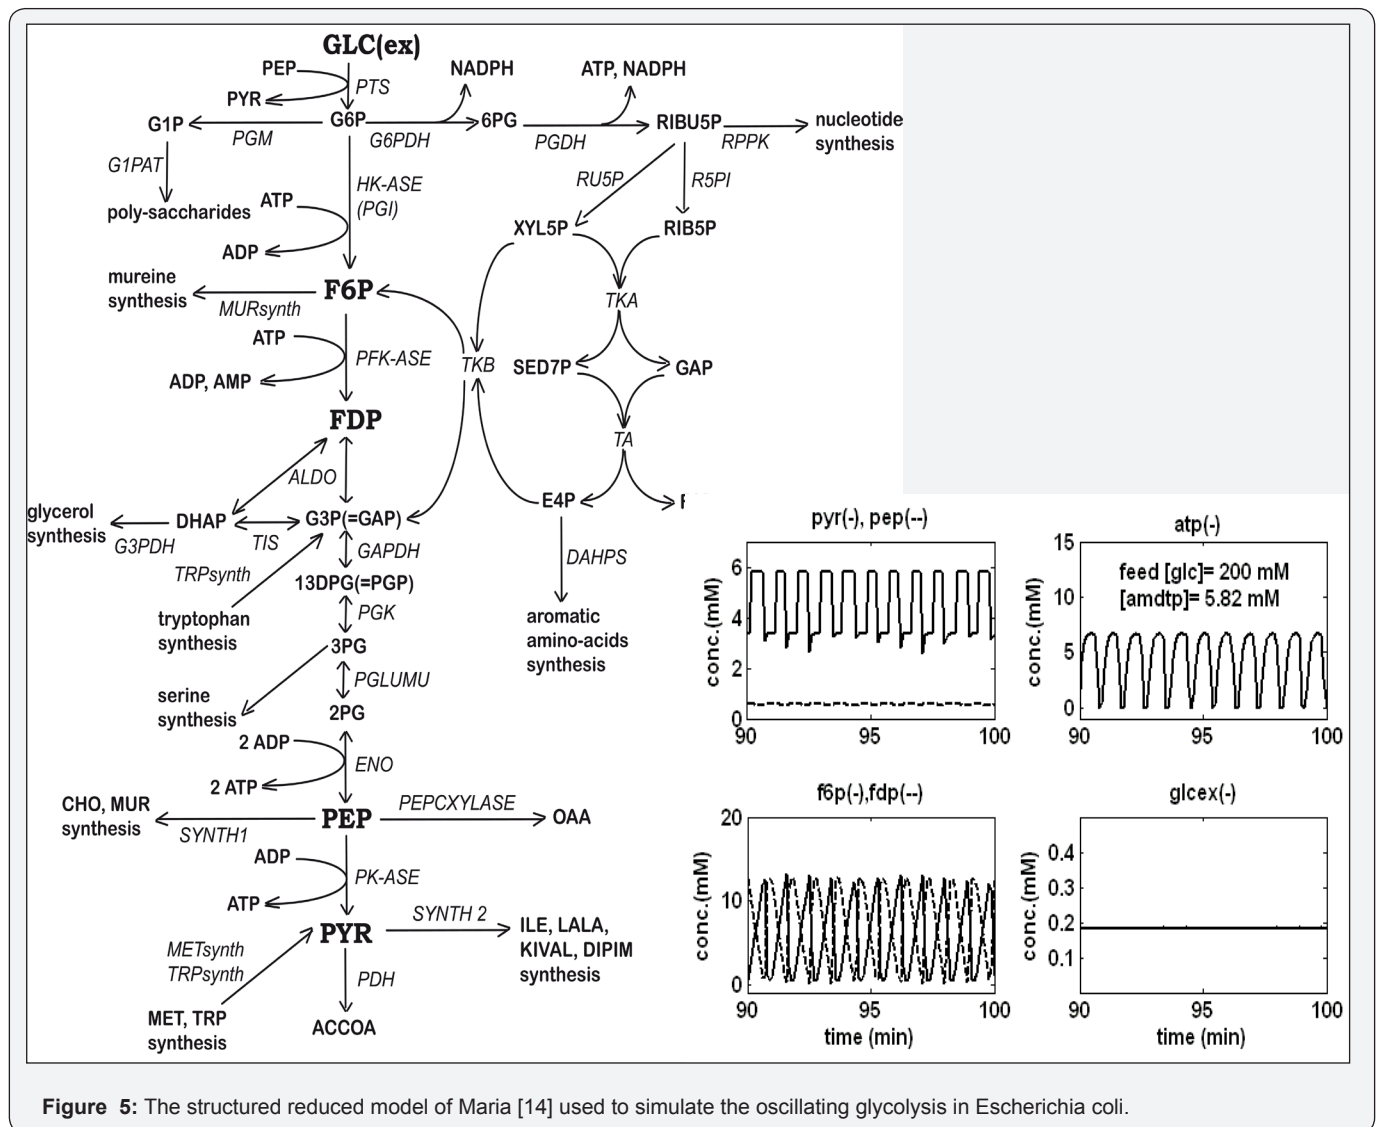 GLC(ex)
PEP
PTS
PYR
NADPH
ATP, NADPH
G1P
PGM
G6P
G6PDH
6PG
PGDH
RIBU5P
RPPK
nucleotide
synthesis
G1PAT
poly-saccharides
HK-ASE
(PGI)
ATP
ADP
RU5P
R5PI
XYL5P
RIB5P
mureine
synthesis
MURsynth
F6P
TKA
ATP
PFK-ASE
ADP, AMP
TKB
SED7P
GAP
FDP
TA
ALDO
E4P
glycerol
synthesis
G3PDH
DHAP
TIS
G3P(=GAP)
GAPDH
DAHPS
TRPsynth
13DPG(=PGP)
PGK
tryptophan
synthesis
3PG
aromatic
amino-acids
synthesis
PGLUMU
serine
synthesis
2PG
2 ADP
ENO
2 ATP
CHO, MUR
synthesis
SYNTH1
PEP
PEPCXYLASE
OAA
ADP
PK-ASE
ATP
PYR
SYNTH 2
ILE, LALA,
KIVAL, DIPIM
synthesis
METsynth
TRPsynth
PDH
MET, TRP
synthesis
ACCOA
pyr(-), pep(--)
conc.(mM)
6
4
2
0
90
95
100
atp(-)
feed [glc]= 200 mM
[amdtp]= 5.82 mM
conc.(mM)
15
10
5
0
90
95
100
f6p(-),fdp(--)
conc.(mM)
20
10
0
90
95
100
time (min)
glcex(-)
conc.(mM)
0.4
0.3
0.2
0.1
90
95
100
time (min)
Figure 5: The structured reduced model of Maria [14] used to simulate the oscillating glycolysis in Escherichia coli.